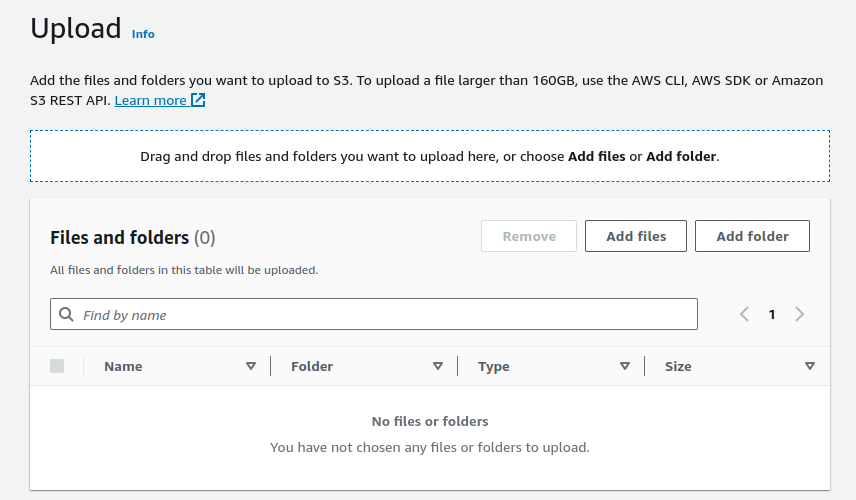 Upload Info
Add the files and folders you want to upload to S3. To upload a file larger than 160GB, use the AWS CLI, AWS SDK or Amazon
S3 REST API. Learn more
Drag and drop files and folders you want to upload here, or choose Add files or Add folder.
Files and folders (0) Remove Add files Add folder
All files and folders in this table will be uploaded.
Find by name 1
Name Folder Type Size
No files or folders
You have not chosen any files or folders to upload.